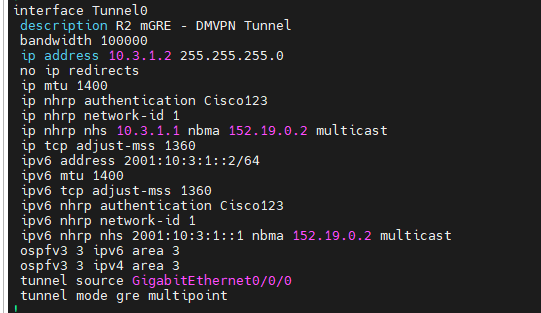 interface Tunnel0
description R2 mGRE - DMVPN Tunnel
bandwidth 100000
ip address 10.3.1.2 255.255.255.0
no ip redirects
ip mtu 1400
ip nhrp authentication Cisco123
ip nhrp network-id 1
ip nhrp nhs 10.3.1.1 nbma 152.19.0.2 multicast
ip tcp adjust-mss 1360
ipv6 address 2001:10:3:1::2/64
ipv6 mtu 1400
ipv6 tcp adjust-mss 1360
ipv6 nhrp authentication Cisco123
ipv6 nhrp network-id 1
ipv6 nhrp nhs 2001:10:3:1::1 nbma 152.19.0.2 multicast
ospfv3 3 ipv6 area 3
ospfv3 3 ipv4 area 3
tunnel source GigabitEthernet0/0/0
tunnel mode gre multipoint
!